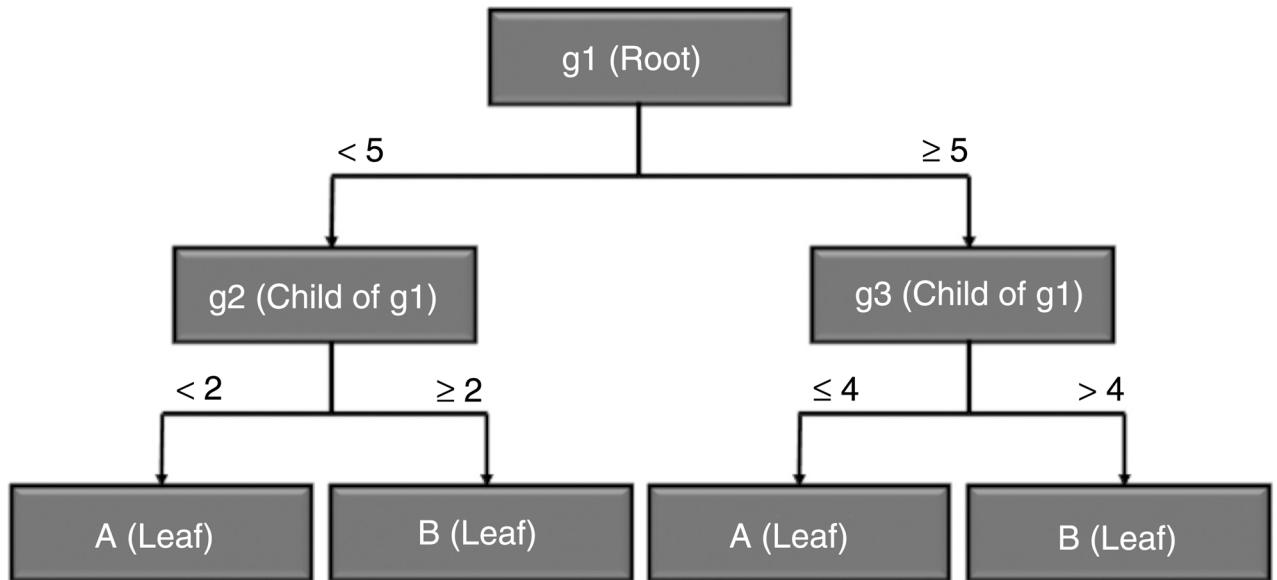 g1 (Root)
< 5
≥ 5
g2 (Child of g1)
g3 (Child of g1)
< 2
≥ 2
≤ 4
> 4
A (Leaf)
B (Leaf)
A (Leaf)
B (Leaf)